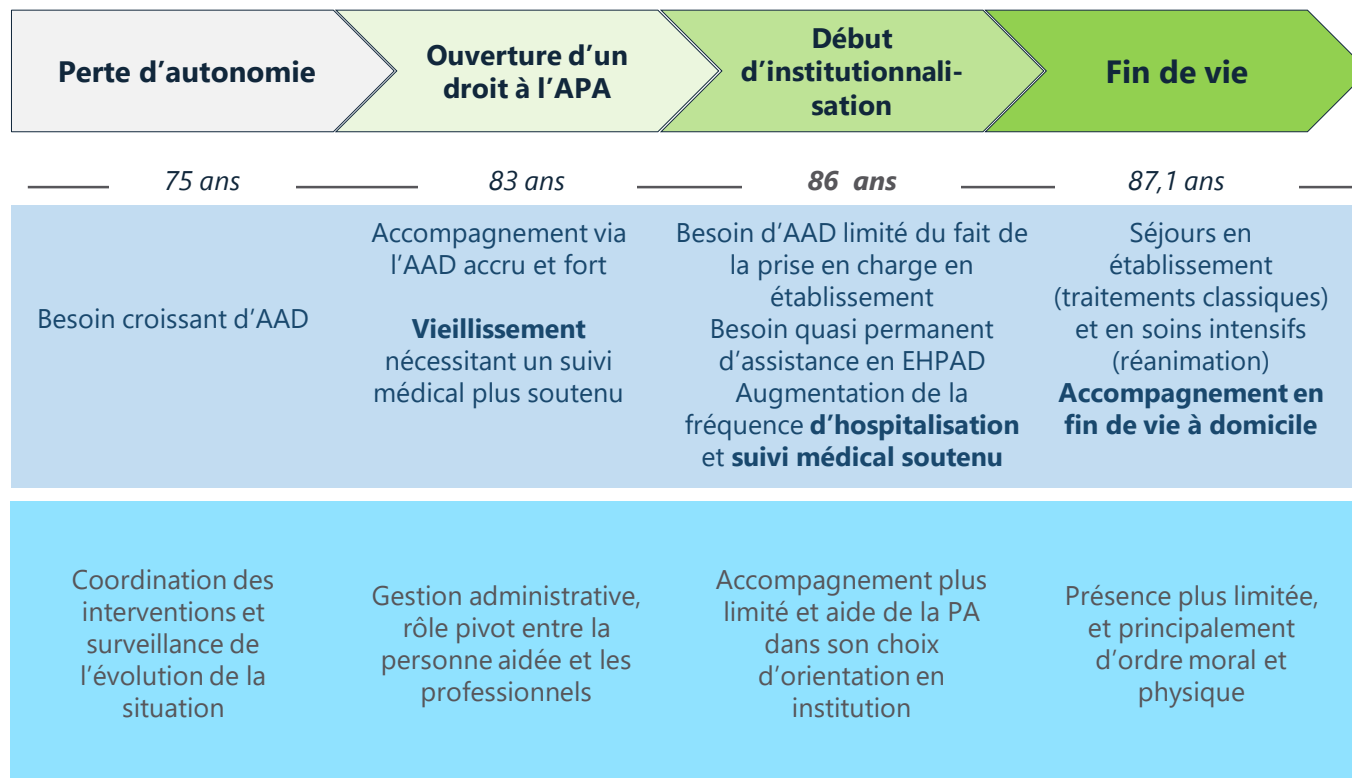 Perte d'autonomie
Ouverture d'un
droit à l'APA
Début
d'institutionnali-
sation
Fin de vie
75 ans
83 ans
86 ans
87,1 ans
Besoin croissant d'AAD
Accompagnement via
l'AAD accru et fort
Vieillissement
nécessitant un suivi
médical plus soutenu
Besoin d'AAD limité du fait de
la prise en charge en
établissement
Besoin quasi permanent
d'assistance en EHPAD
Augmentation de la
fréquence d'hospitalisation
et suivi médical soutenu
Séjours en
établissement
(traitements classiques)
et en soins intensifs
(réanimation)
Accompagnement en
fin de vie à domicile
Coordination des
interventions et
surveillance de
l'évolution de la
situation
Gestion administrative,
rôle pivot entre la
personne aidée et les
professionnels
Accompagnement plus
limité et aide de la PA
dans son choix
d'orientation en
institution
Présence plus limitée,
et principalement
d'ordre moral et
physique